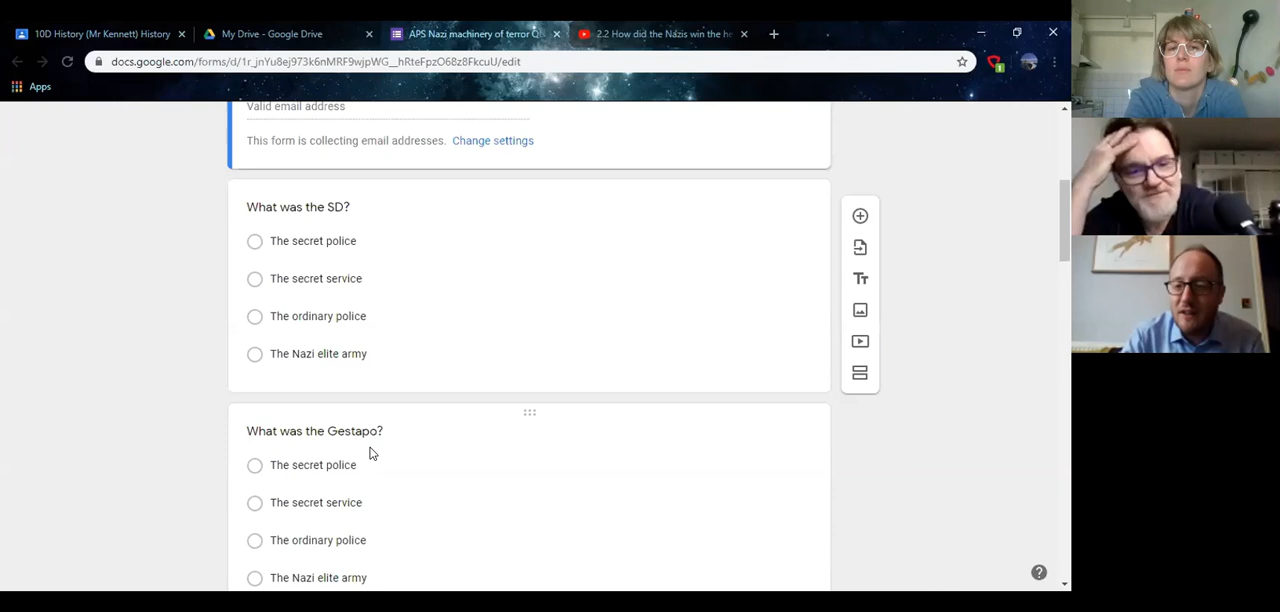 10D History (Mr Kennett) History
My Drive - Google Drive
APS Nazi machinery of terror Q
2.2 How did the Nazis win the he
docs.google.com/forms/d/1r_jnYu8ej973k6nMRF9wjpWG__hRteFpzO68z8FkcuU/edit
Apps
Valid email address
This form is collecting email addresses. Change settings
What was the SD?
The secret police
The secret service
The ordinary police
The Nazi elite army
What was the Gestapo?
The secret police
The secret service
The ordinary police
The Nazi elite army